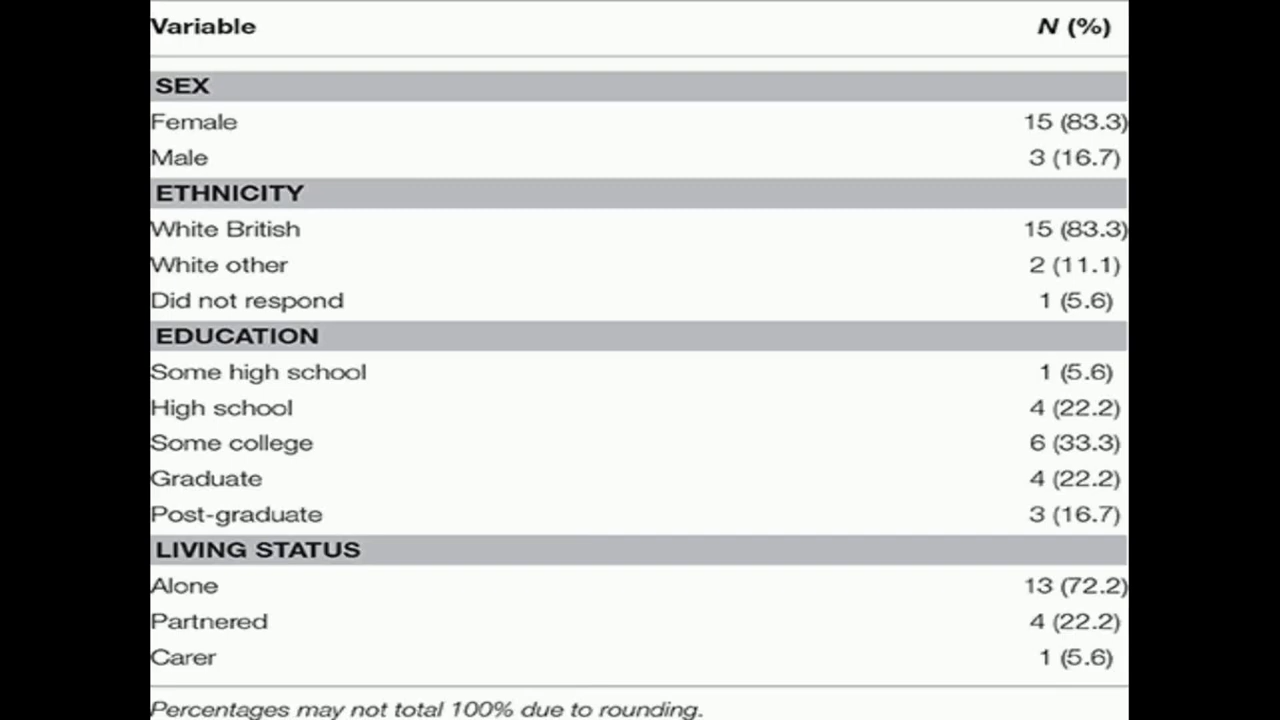 Variable N (%)
SEX
Female 15 (83.3)
Male 3 (16.7)
ETHNICITY
White British 15 (83.3)
White other 2 (11.1)
Did not respond 1 (5.6)
EDUCATION
Some high school 1 (5.6)
High school 4 (22.2)
Some college 6 (33.3)
Graduate 4 (22.2)
Post-graduate 3 (16.7)
LIVING STATUS
Alone 13 (72.2)
Partnered 4 (22.2)
Carer 1 (5.6)
Percentages may not total 100% due to rounding.